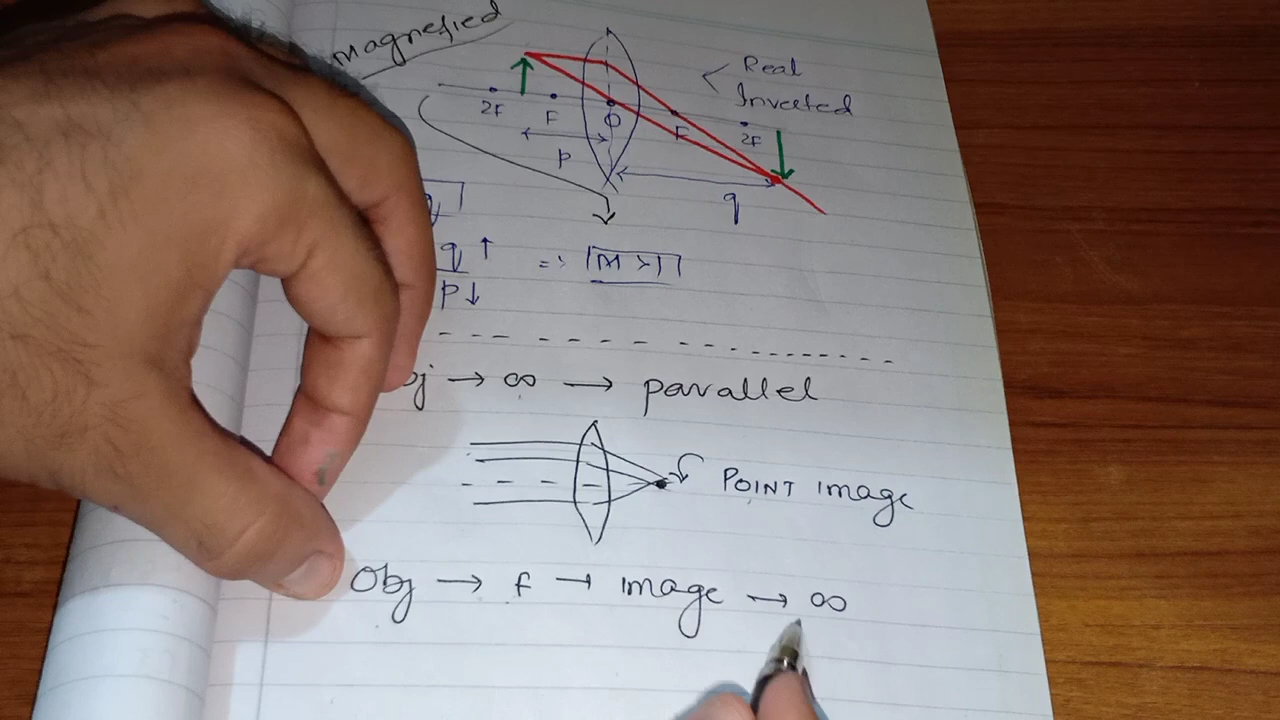 Magnefied
Real
Inverted
2F F O F 2F
p
q
q ↑ => M > 1
p ↓
obj → ∞ → parallel
POINT image
Obj → f → image → ∞